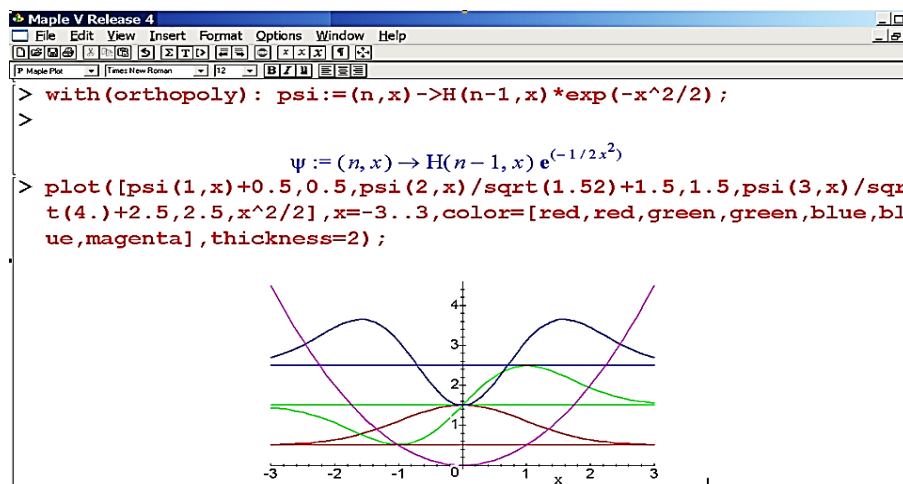 Maple V Release 4
File Edit View Insert Format Options Window Help
P Maple Plot Times New Roman 12 B I U
> with(orthopoly): psi:=(n,x)->H(n-1,x)*exp(-x^2/2);
>
ψ := (n, x) → H(n − 1, x) e^(−1/2 x²)
> plot([psi(1,x)+0.5,0.5,psi(2,x)/sqrt(1.52)+1.5,1.5,psi(3,x)/sqr
t(4.)+2.5,2.5,x^2/2],x=-3..3,color=[red,red,green,green,blue,bl
ue,magenta],thickness=2);
4
3
2
1
-3 -2 -1 0 1 2 3
x